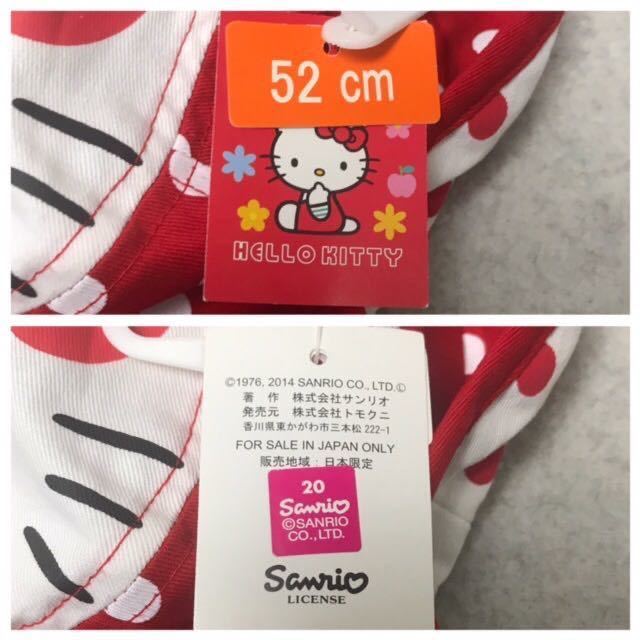 52 cm
HELLO KITTY
©1976, 2014 SANRIO CO., LTD.Ⓛ
著 作 株式会社サンリオ
発売元 株式会社トモクニ
香川県東かがわ市三本松 222-1
FOR SALE IN JAPAN ONLY
販売地域：日本限定
20
Sanrio
©SANRIO
CO.,LTD.
Sanrio
LICENSE